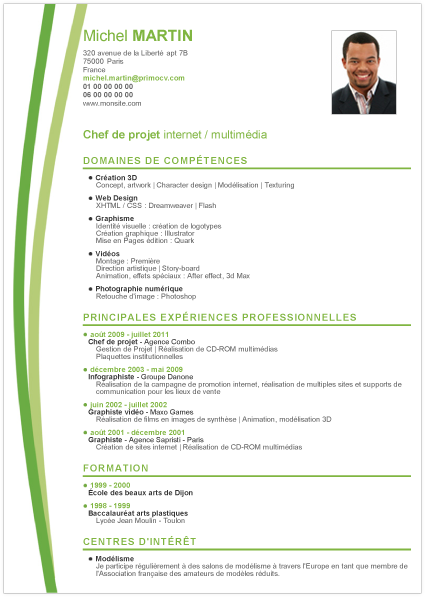 Michel MARTIN
320 avenue de la Liberté apt 7B
75000 Paris
France
michel.martin@primocv.com
01 00 00 00 00
06 00 00 00 00
www.monsite.com
Chef de projet internet / multimédia
DOMAINES DE COMPÉTENCES
● Création 3D
Concept, artwork | Character design | Modélisation | Texturing
● Web Design
XHTML / CSS : Dreamweaver | Flash
● Graphisme
Identité visuelle : création de logotypes
Création graphique : Illustrator
Mise en Pages édition : Quark
● Vidéos
Montage : Première
Direction artistique | Story-board
Animation, effets spéciaux : After effect, 3d Max
● Photographie numérique
Retouche d'image : Photoshop
PRINCIPALES EXPÉRIENCES PROFESSIONNELLES
● août 2009 - juillet 2011
Chef de projet - Agence Combo
Gestion de Projet | Réalisation de CD-ROM multimédias
Plaquettes institutionnelles
● décembre 2003 - mai 2009
Infographiste - Groupe Danone
Réalisation de la campagne de promotion internet, réalisation de multiples sites et supports de
communication pour les lieux de vente
● juin 2002 - juillet 2002
Graphiste vidéo - Maxo Games
Réalisation de films en images de synthèse | Animation, modélisation 3D
● août 2001 - décembre 2001
Graphiste - Agence Sapristi - Paris
Création de sites internet | Réalisation de CD-ROM multimédias
FORMATION
● 1999 - 2000
École des beaux arts de Dijon
● 1998 - 1999
Baccalauréat arts plastiques
Lycée Jean Moulin - Toulon
CENTRES D'INTÉRÊT
● Modélisme
Je participe régulièrement à des salons de modélisme à travers l'Europe en tant que membre de
l'Association française des amateurs de modèles réduits.